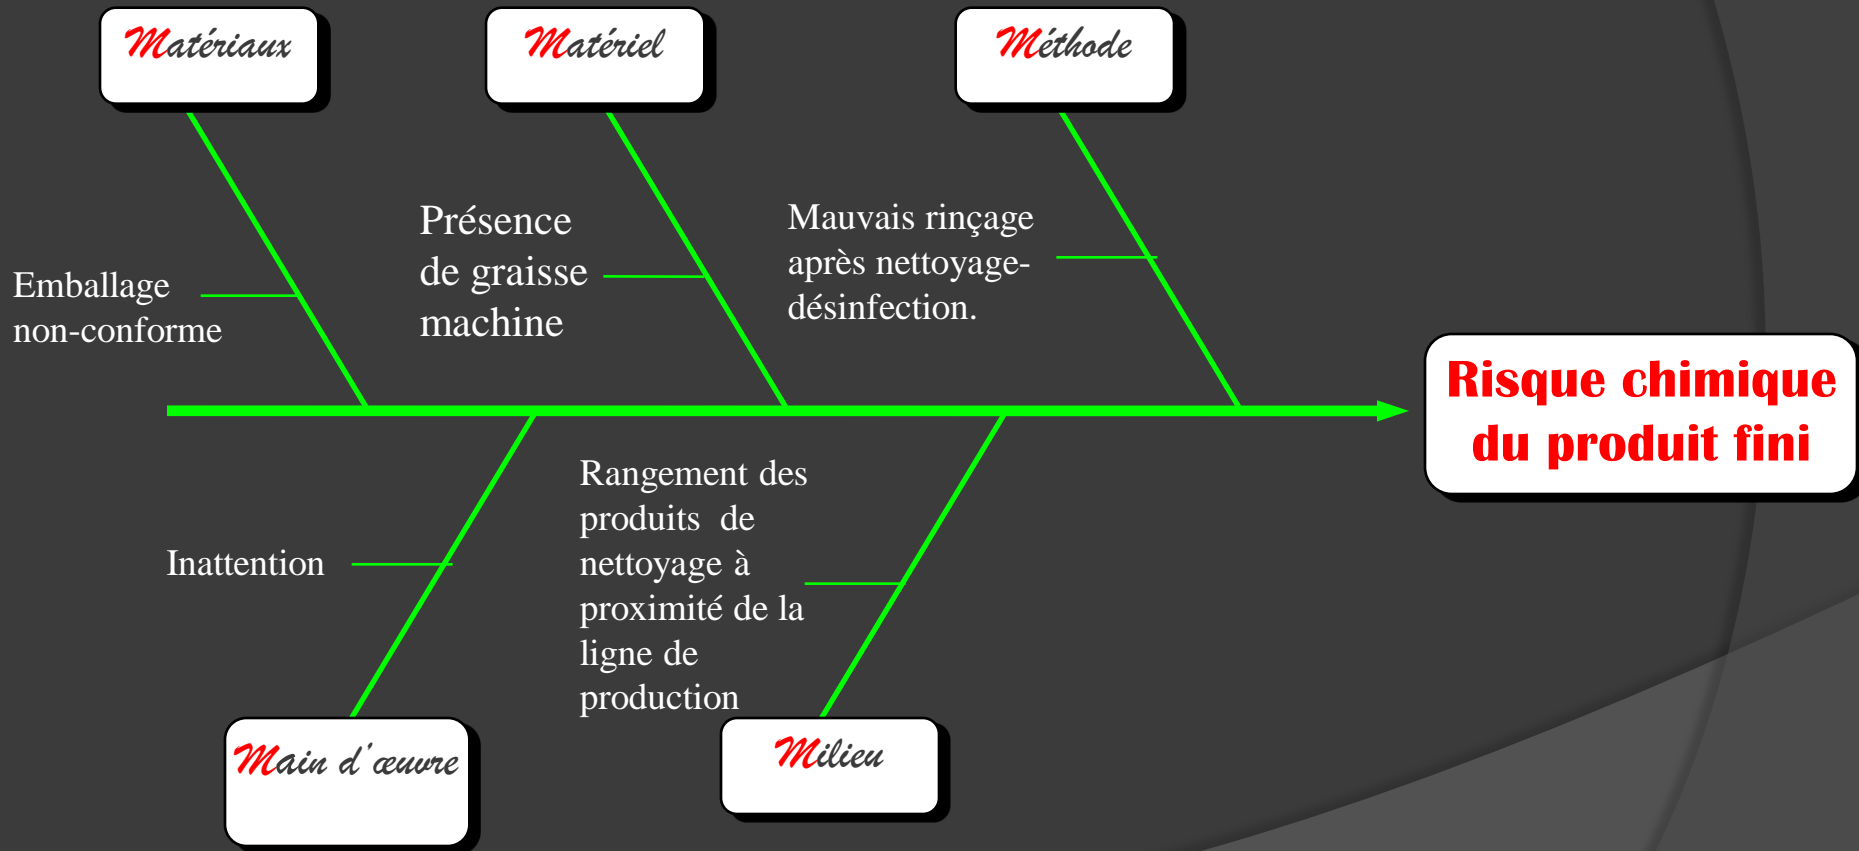 Matériaux
Matériel
Méthode
Emballage
non-conforme
Présence
de graisse
machine
Mauvais rinçage
après nettoyage-
désinfection.
Risque chimique
du produit fini
Inattention
Rangement des
produits de
nettoyage à
proximité de la
ligne de
production
Main d'œuvre
Milieu